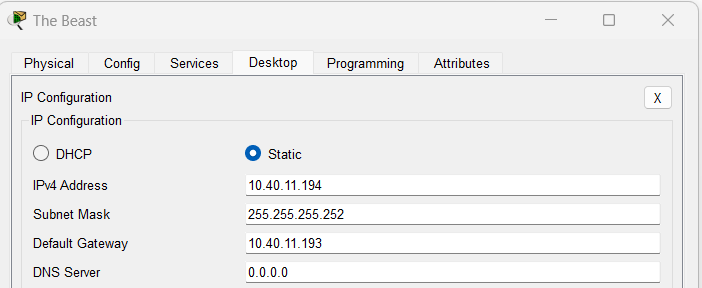 The Beast
Physical Config Services Desktop Programming Attributes
IP Configuration X
IP Configuration
DHCP Static
IPv4 Address 10.40.11.194
Subnet Mask 255.255.255.252
Default Gateway 10.40.11.193
DNS Server 0.0.0.0